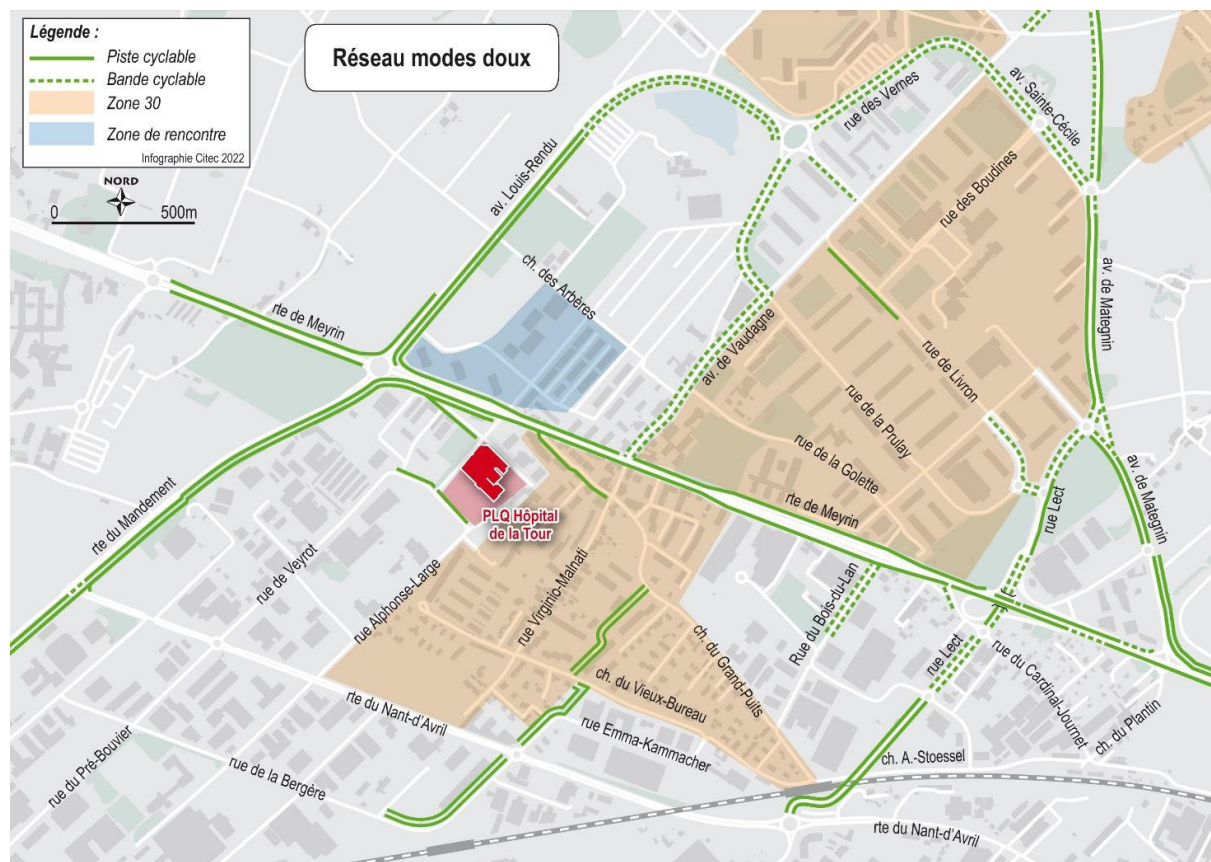 Légende :
Piste cyclable
Bande cyclable
Zone 30
Zone de rencontre
Infographie Citec 2022
NORD
0 500m
Réseau modes doux
rue des Vernes
av. Sainte-Cécile
av. Louis-Rendu
rue des Boudines
ch. des Arbères
rte de Meyrin
av. de Vaudagne
av. de Mategnin
rue de Livron
rue de la Prulay
rue de la Golette
rte de Meyrin
av. de Mategnin
rue Lect
rte du Mandement
PLQ Hôpital
de la Tour
rue de Veyrot
rue Alphonse-Large
rue Virginio-Malnati
Rue du Bois-du-Lan
ch. du Grand-Puits
rue Lect
rue du Cardinal-Journet
ch. du Plantin
ch. du Vieux-Bureau
rte du Nant-d'Avril
rue Emma-Kammacher
rue du Pré-Bouvier
rue de la Bergère
ch. A.-Stoessel
rte du Nant-d'Avril